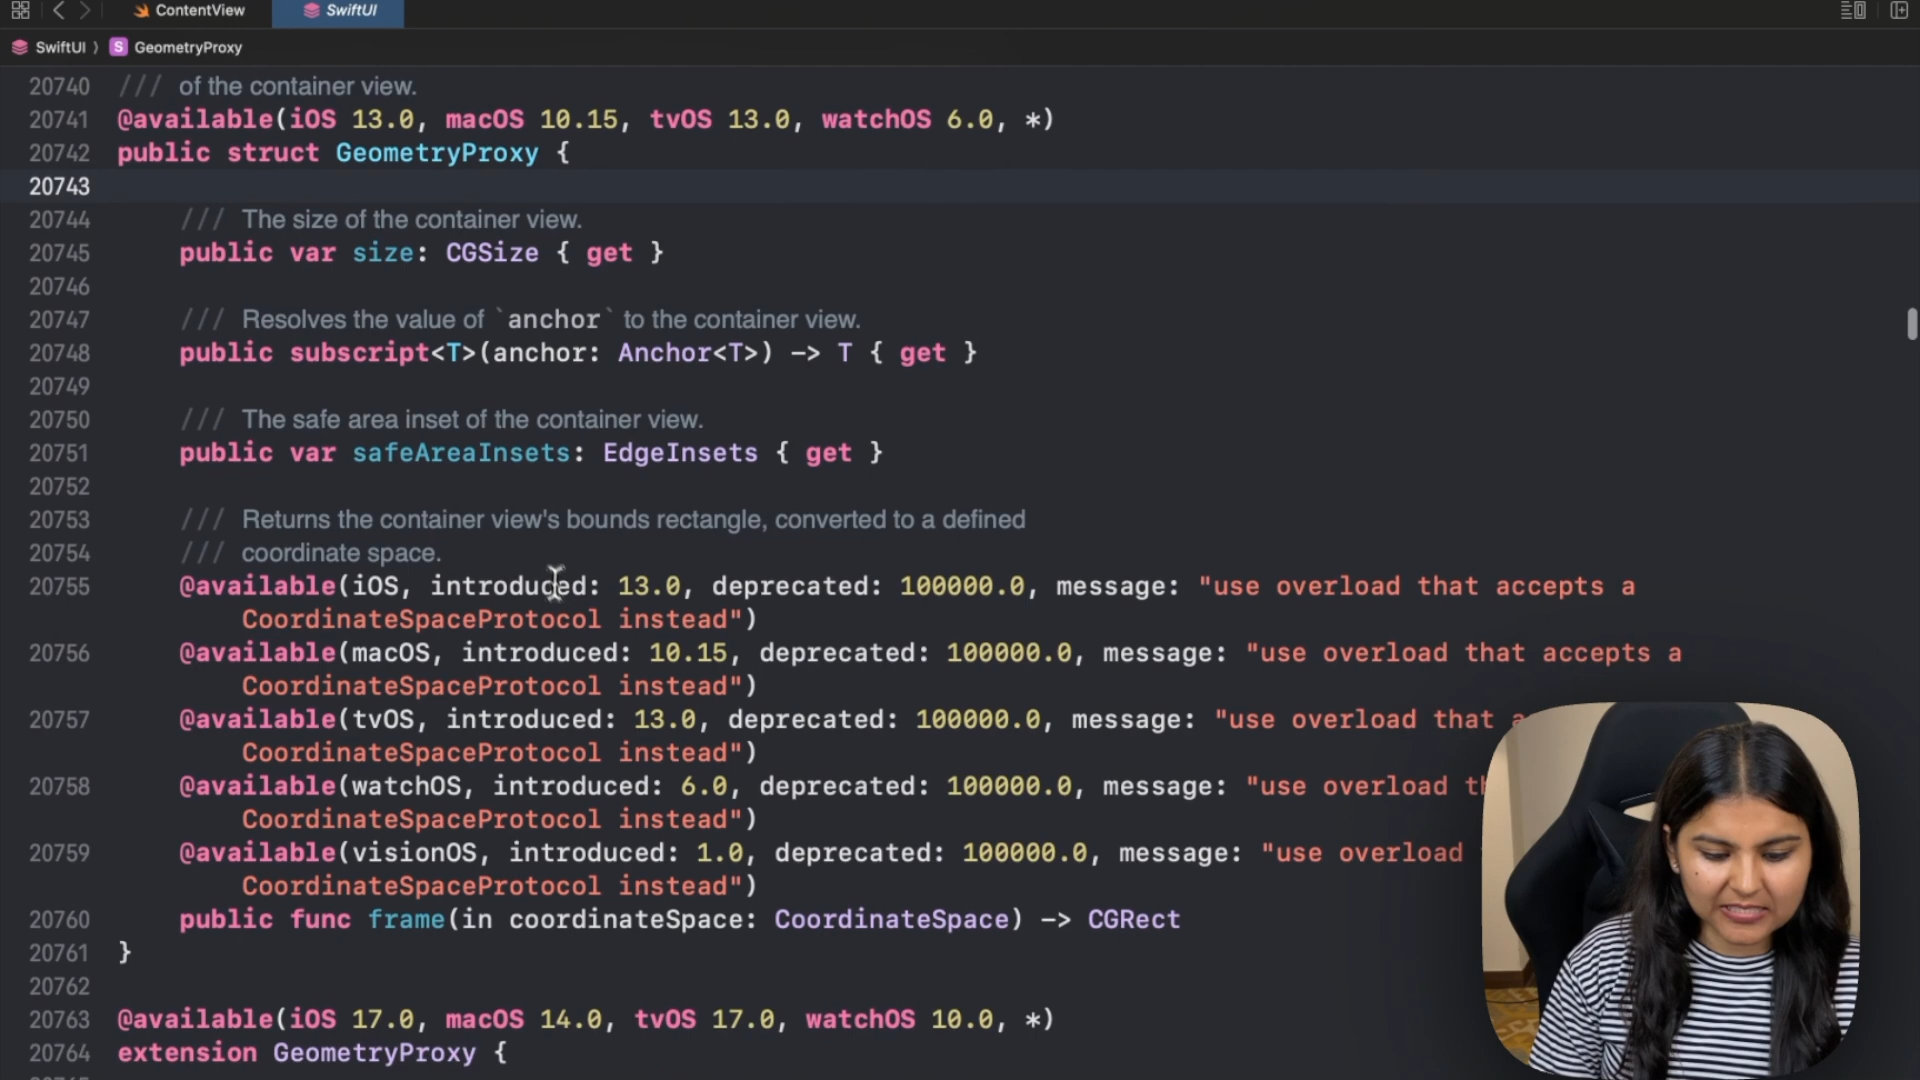 ContentView SwiftUI
SwiftUI ⟩ S GeometryProxy
20740 /// of the container view.
20741 @available(iOS 13.0, macOS 10.15, tvOS 13.0, watchOS 6.0, *)
20742 public struct GeometryProxy {
20743
20744 /// The size of the container view.
20745 public var size: CGSize { get }
20746
20747 /// Resolves the value of `anchor` to the container view.
20748 public subscript<T>(anchor: Anchor<T>) -> T { get }
20749
20750 /// The safe area inset of the container view.
20751 public var safeAreaInsets: EdgeInsets { get }
20752
20753 /// Returns the container view's bounds rectangle, converted to a defined
20754 /// coordinate space.
20755 @available(iOS, introduced: 13.0, deprecated: 100000.0, message: "use overload that accepts a
CoordinateSpaceProtocol instead")
20756 @available(macOS, introduced: 10.15, deprecated: 100000.0, message: "use overload that accepts a
CoordinateSpaceProtocol instead")
20757 @available(tvOS, introduced: 13.0, deprecated: 100000.0, message: "use overload that
CoordinateSpaceProtocol instead")
20758 @available(watchOS, introduced: 6.0, deprecated: 100000.0, message: "use overload
CoordinateSpaceProtocol instead")
20759 @available(visionOS, introduced: 1.0, deprecated: 100000.0, message: "use overload
CoordinateSpaceProtocol instead")
20760 public func frame(in coordinateSpace: CoordinateSpace) -> CGRect
20761 }
20762
20763 @available(iOS 17.0, macOS 14.0, tvOS 17.0, watchOS 10.0, *)
20764 extension GeometryProxy {